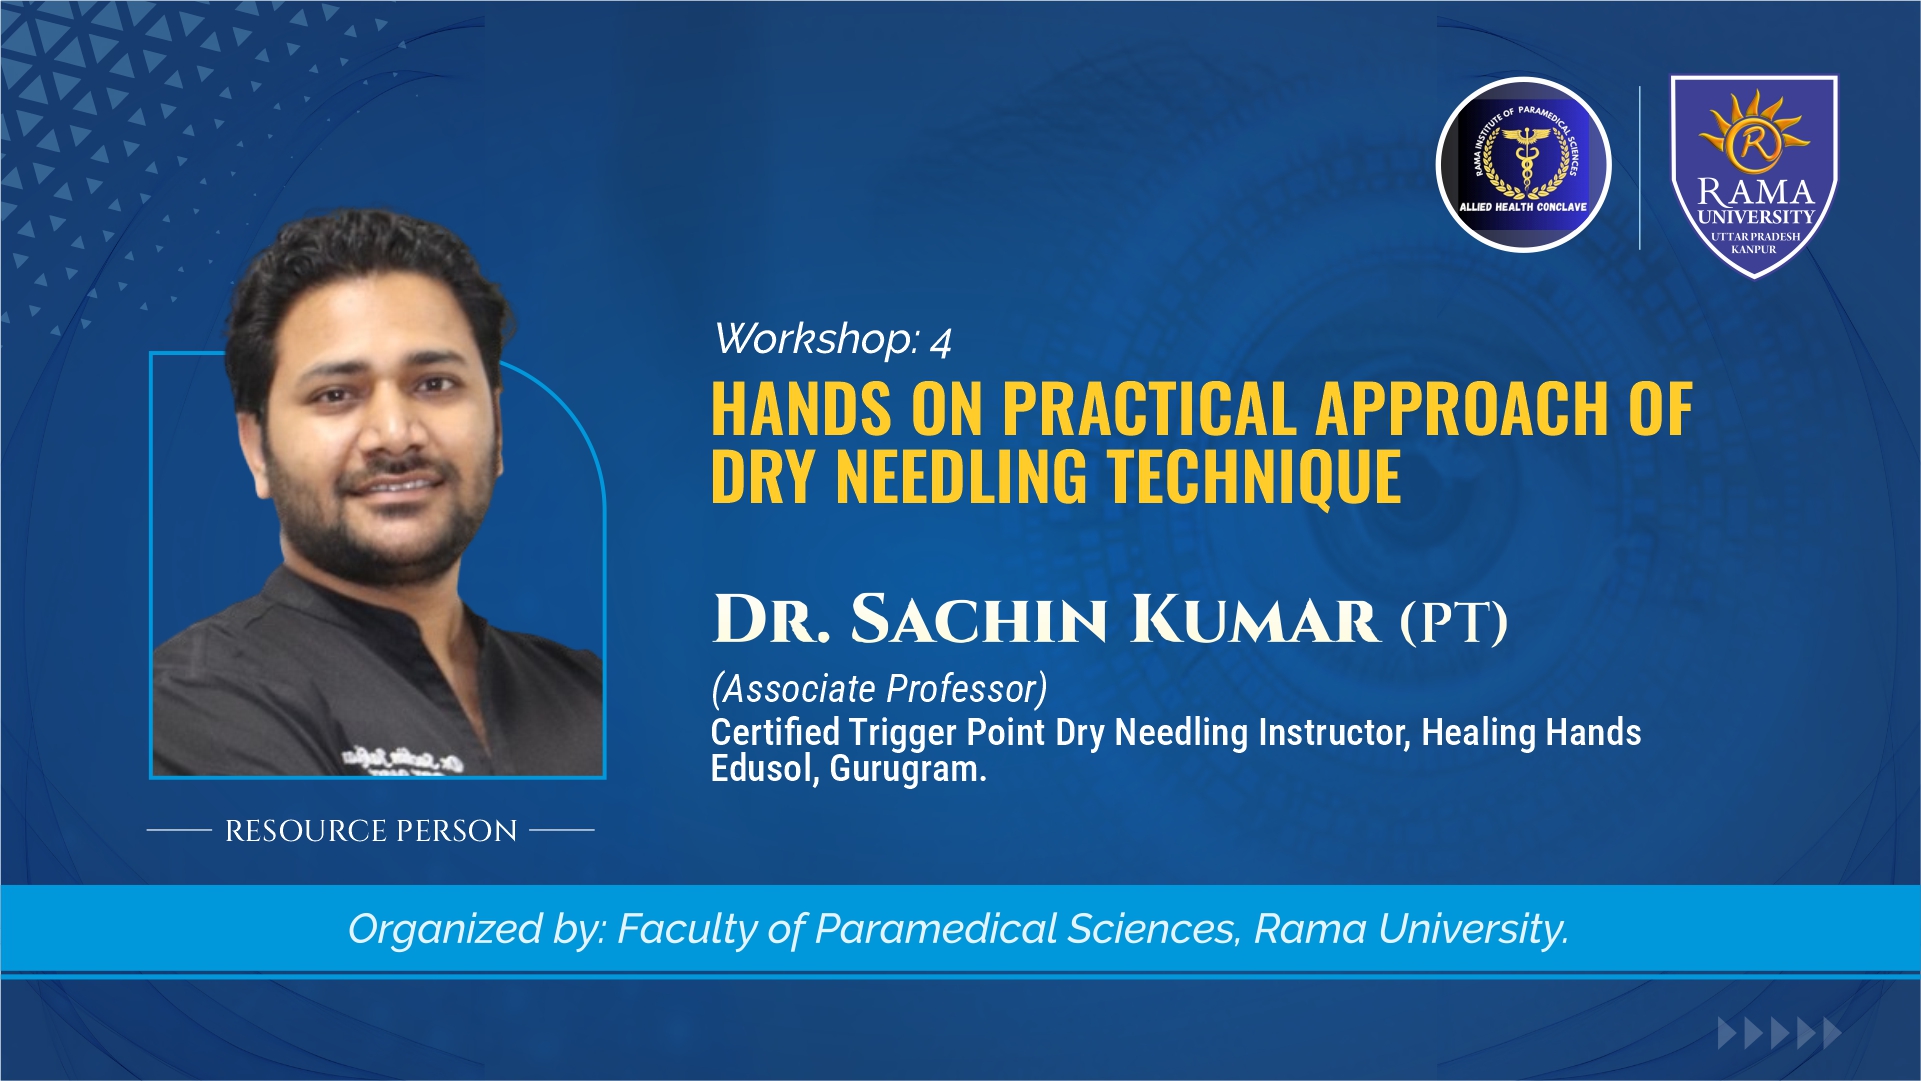 RAMA INSTITUTE OF PARAMEDICAL SCIENCES
ALLIED HEALTH CONCLAVE
R
RAMA
UNIVERSITY
UTTAR PRADESH
KANPUR
Workshop: 4
HANDS ON PRACTICAL APPROACH OF
DRY NEEDLING TECHNIQUE
DR. SACHIN KUMAR (PT)
(Associate Professor)
Certified Trigger Point Dry Needling Instructor, Healing Hands
Edusol, Gurugram.
RESOURCE PERSON
Organized by: Faculty of Paramedical Sciences, Rama University.